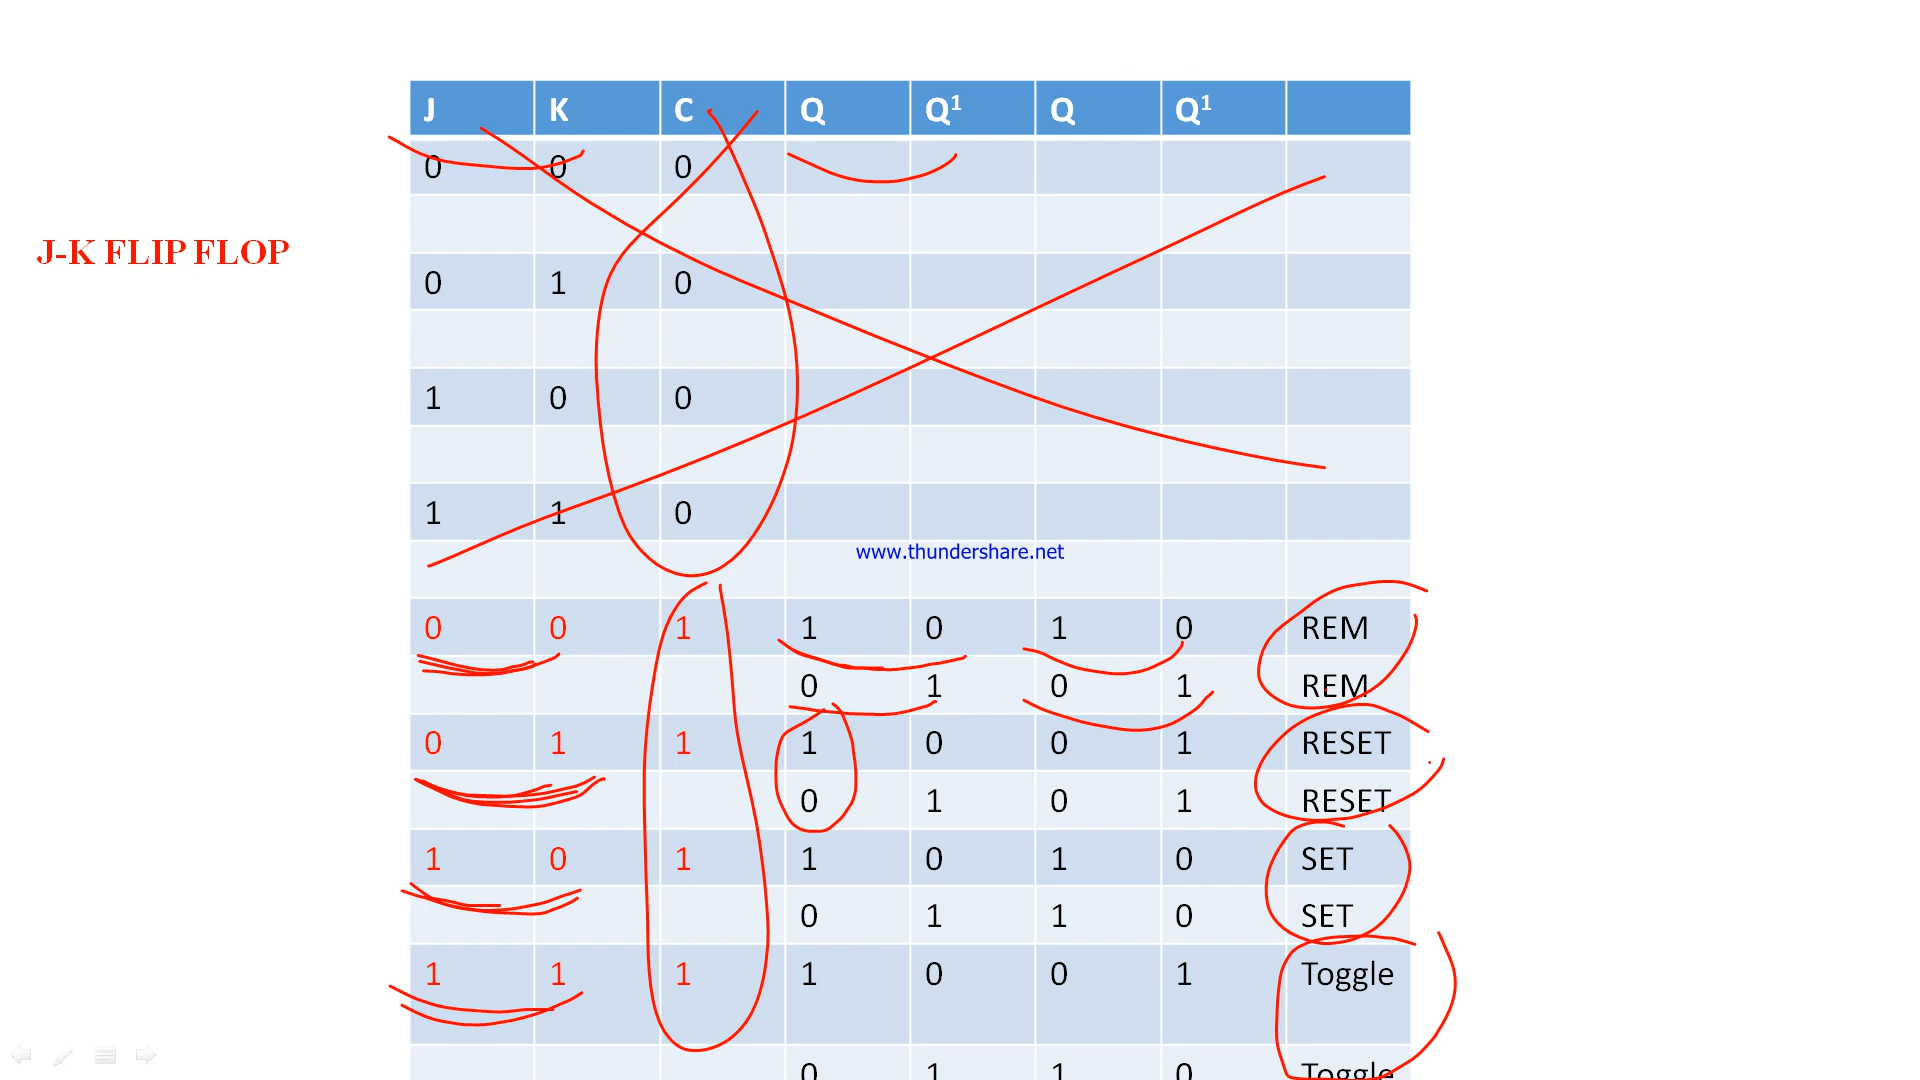 J K C Q Q¹ Q Q¹
0 0 0
J-K FLIP FLOP
0 1 0
1 0 0
1 1 0
www.thundershare.net
0 0 1 1 0 1 0 REM
0 1 0 1 REM
0 1 1 1 0 0 1 RESET
0 1 0 1 RESET
1 0 1 1 0 1 0 SET
0 1 1 0 SET
1 1 1 1 0 0 1 Toggle
0 1 1 0 Toggle